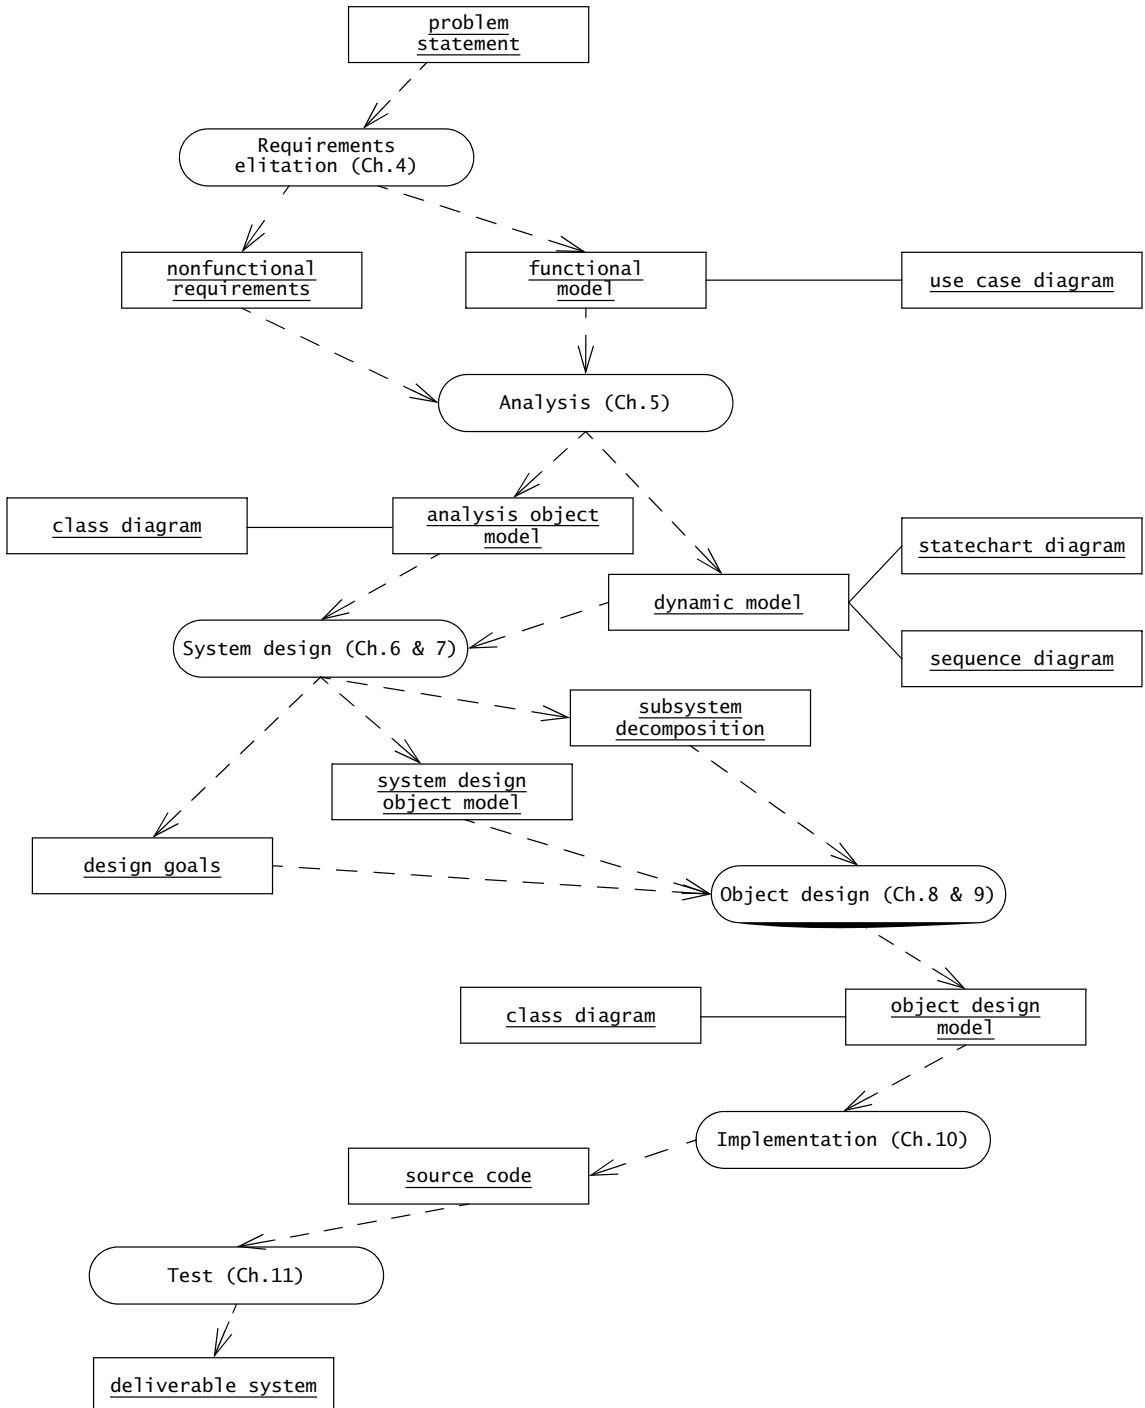 problem
statement
Requirements
elitation (Ch.4)
nonfunctional
requirements
functional
model
use case diagram
Analysis (Ch.5)
class diagram
analysis object
model
statechart diagram
dynamic model
System design (Ch.6 & 7)
sequence diagram
subsystem
decomposition
system design
object model
design goals
Object design (Ch.8 & 9)
class diagram
object design
model
Implementation (Ch.10)
source code
Test (Ch.11)
deliverable system